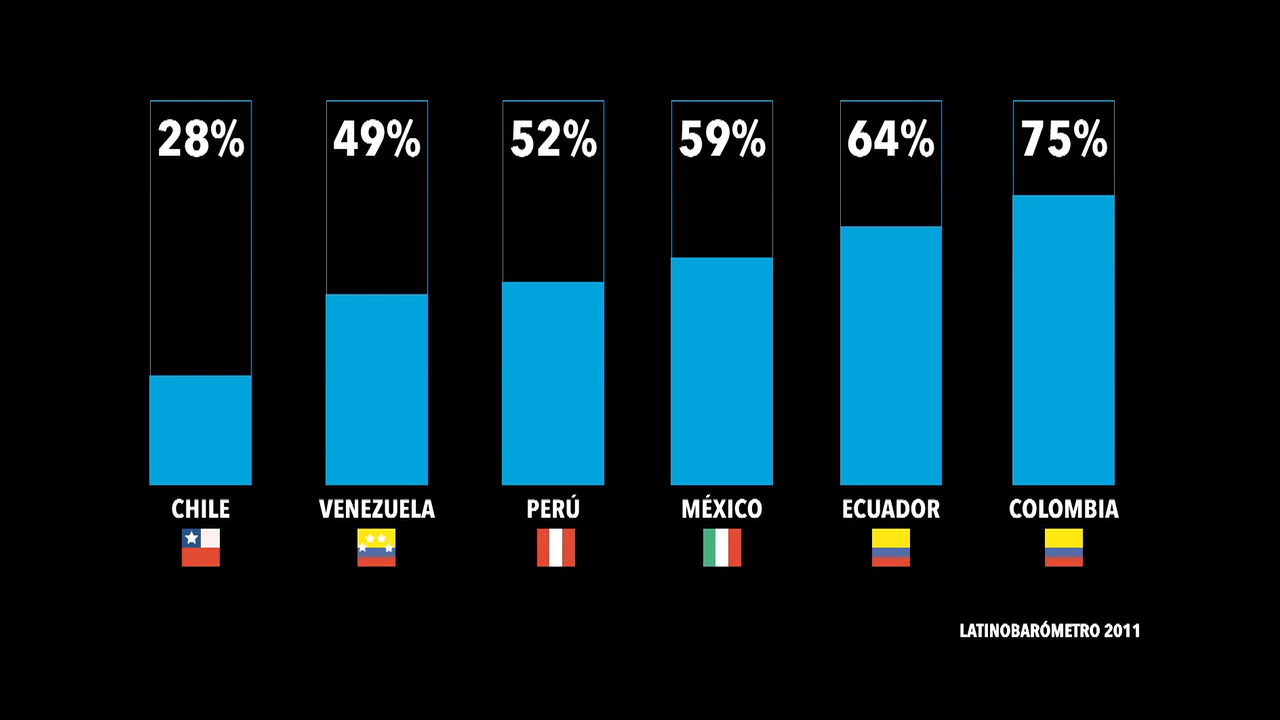 28% 49% 52% 59% 64% 75%
CHILE VENEZUELA PERÚ MÉXICO ECUADOR COLOMBIA
LATINOBARÓMETRO 2011